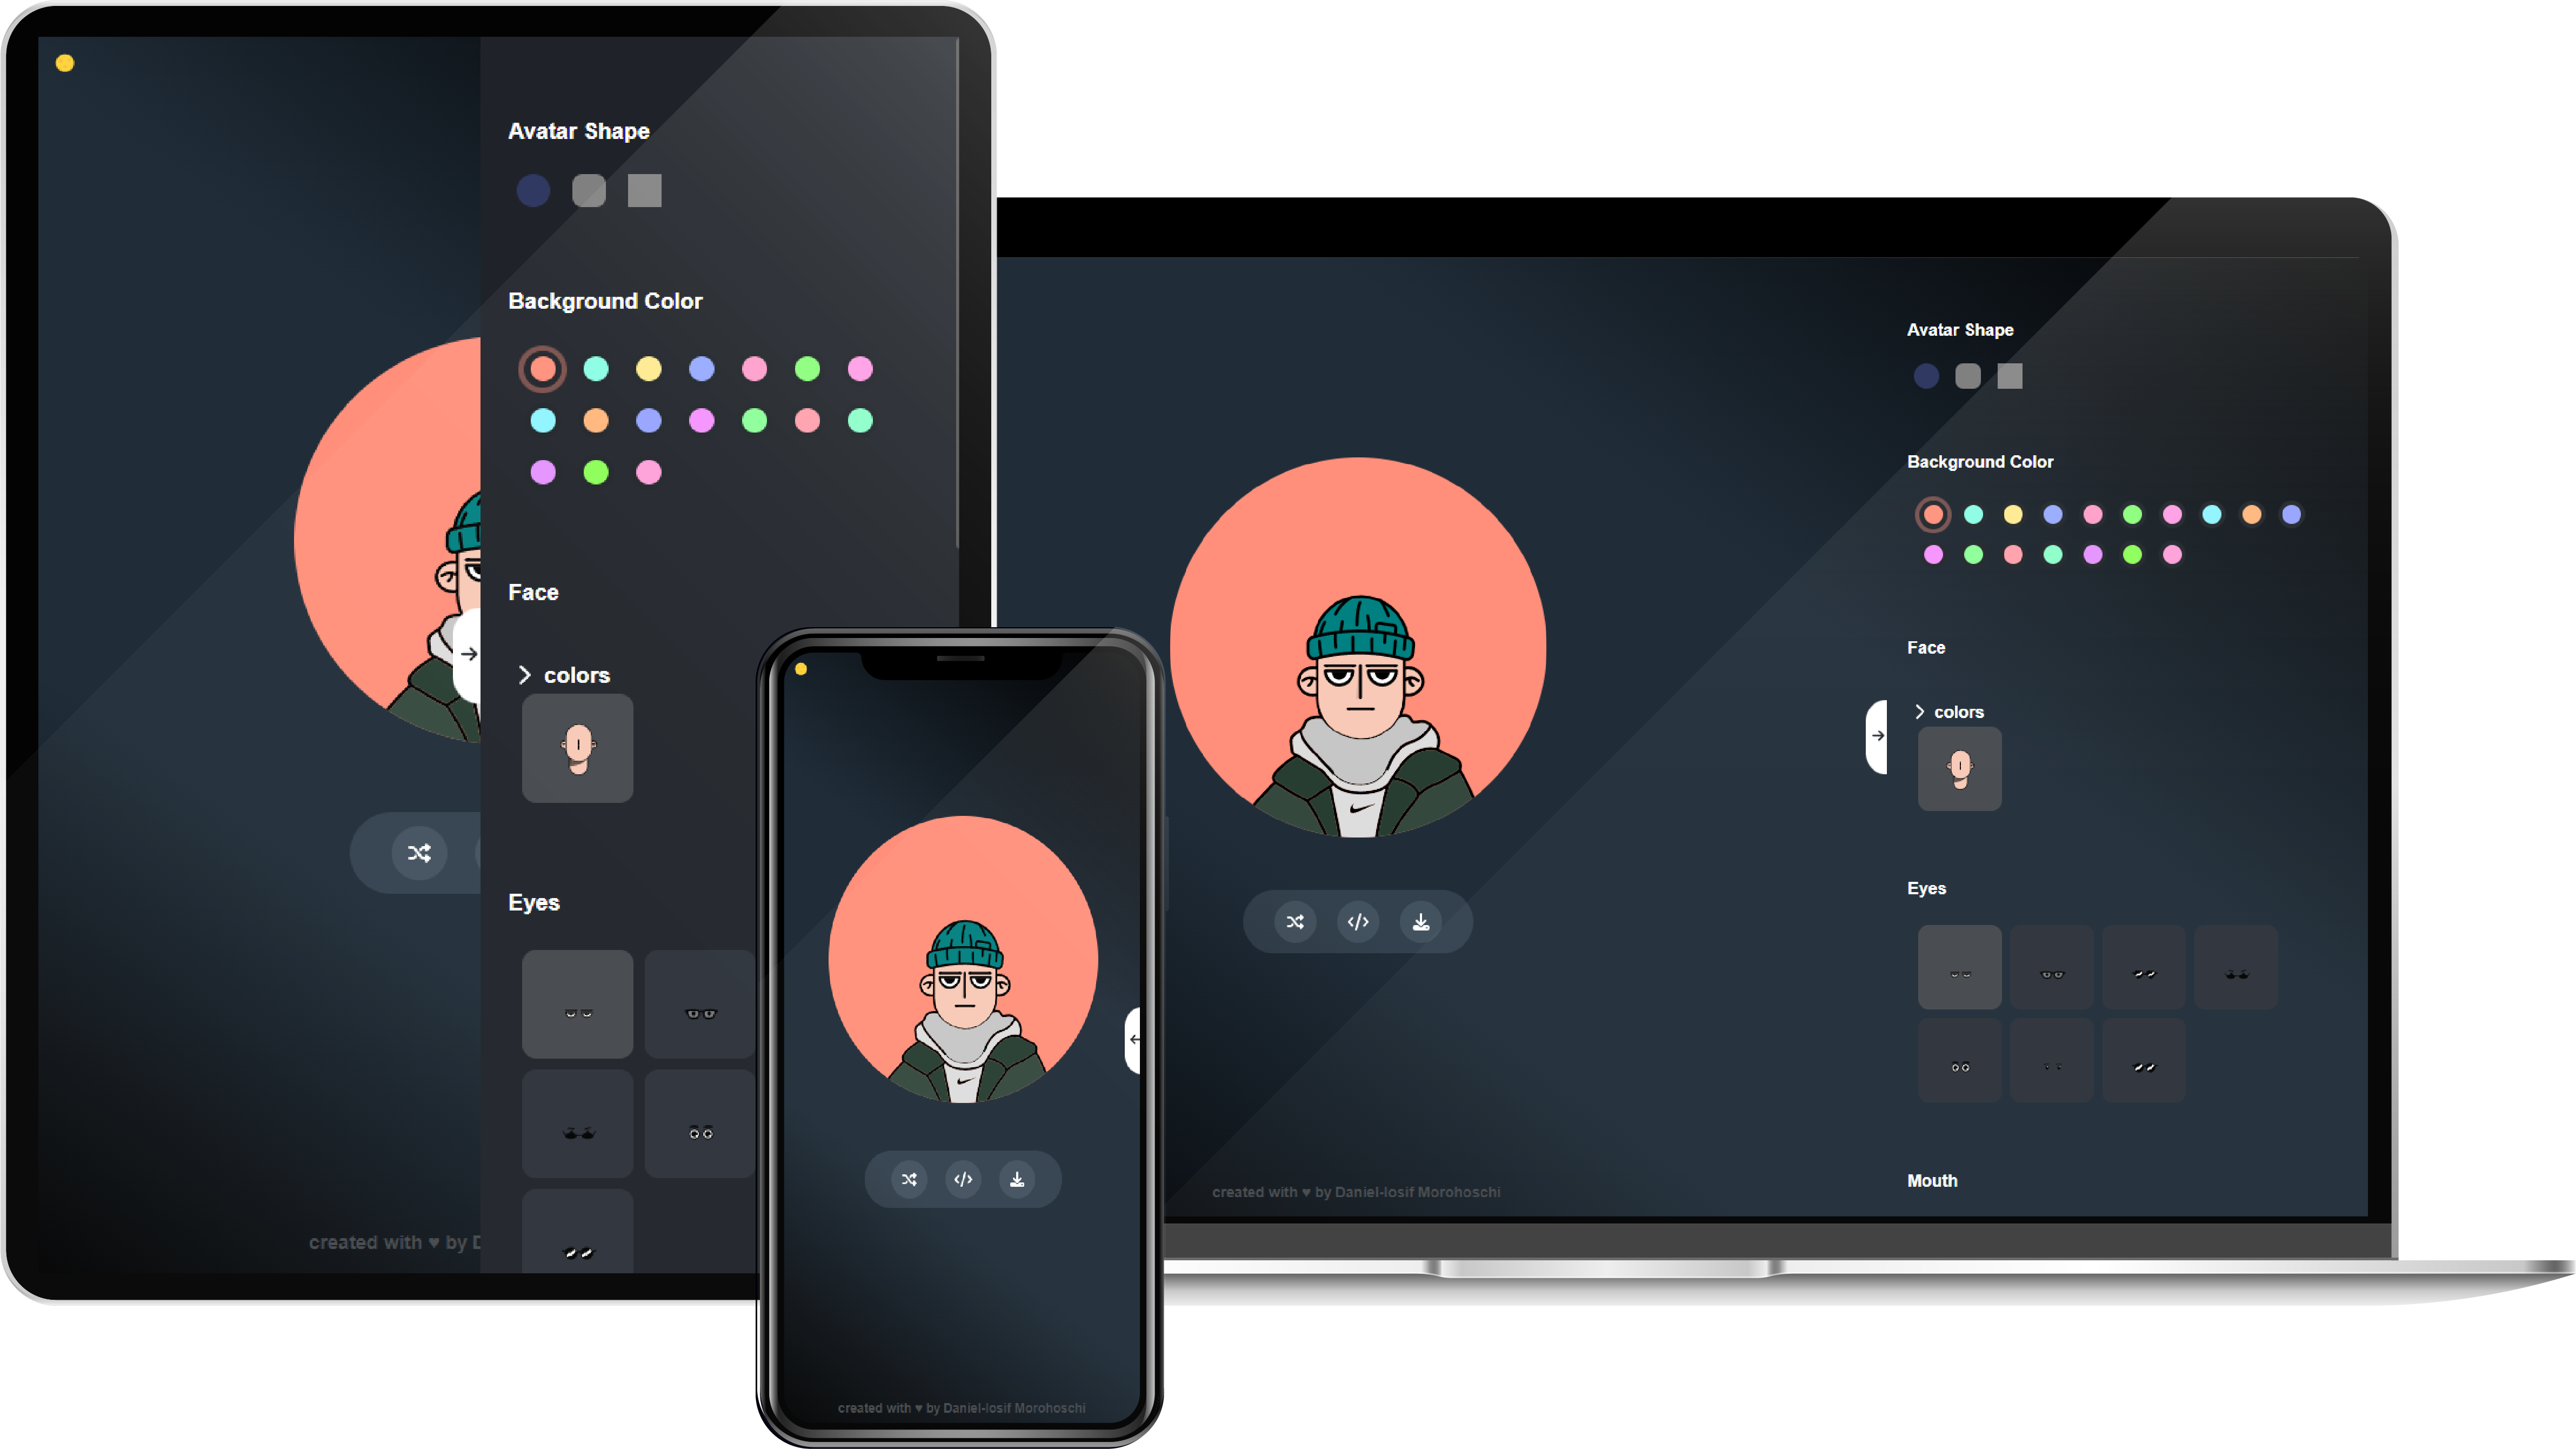 Avatar Shape
Background Color
Face
colors
Eyes
created with ♥ by D
created with ♥ by Daniel-Iosif Morohoschi
Avatar Shape
Background Color
Face
colors
Eyes
Mouth
created with ♥ by Daniel-Iosif Morohoschi